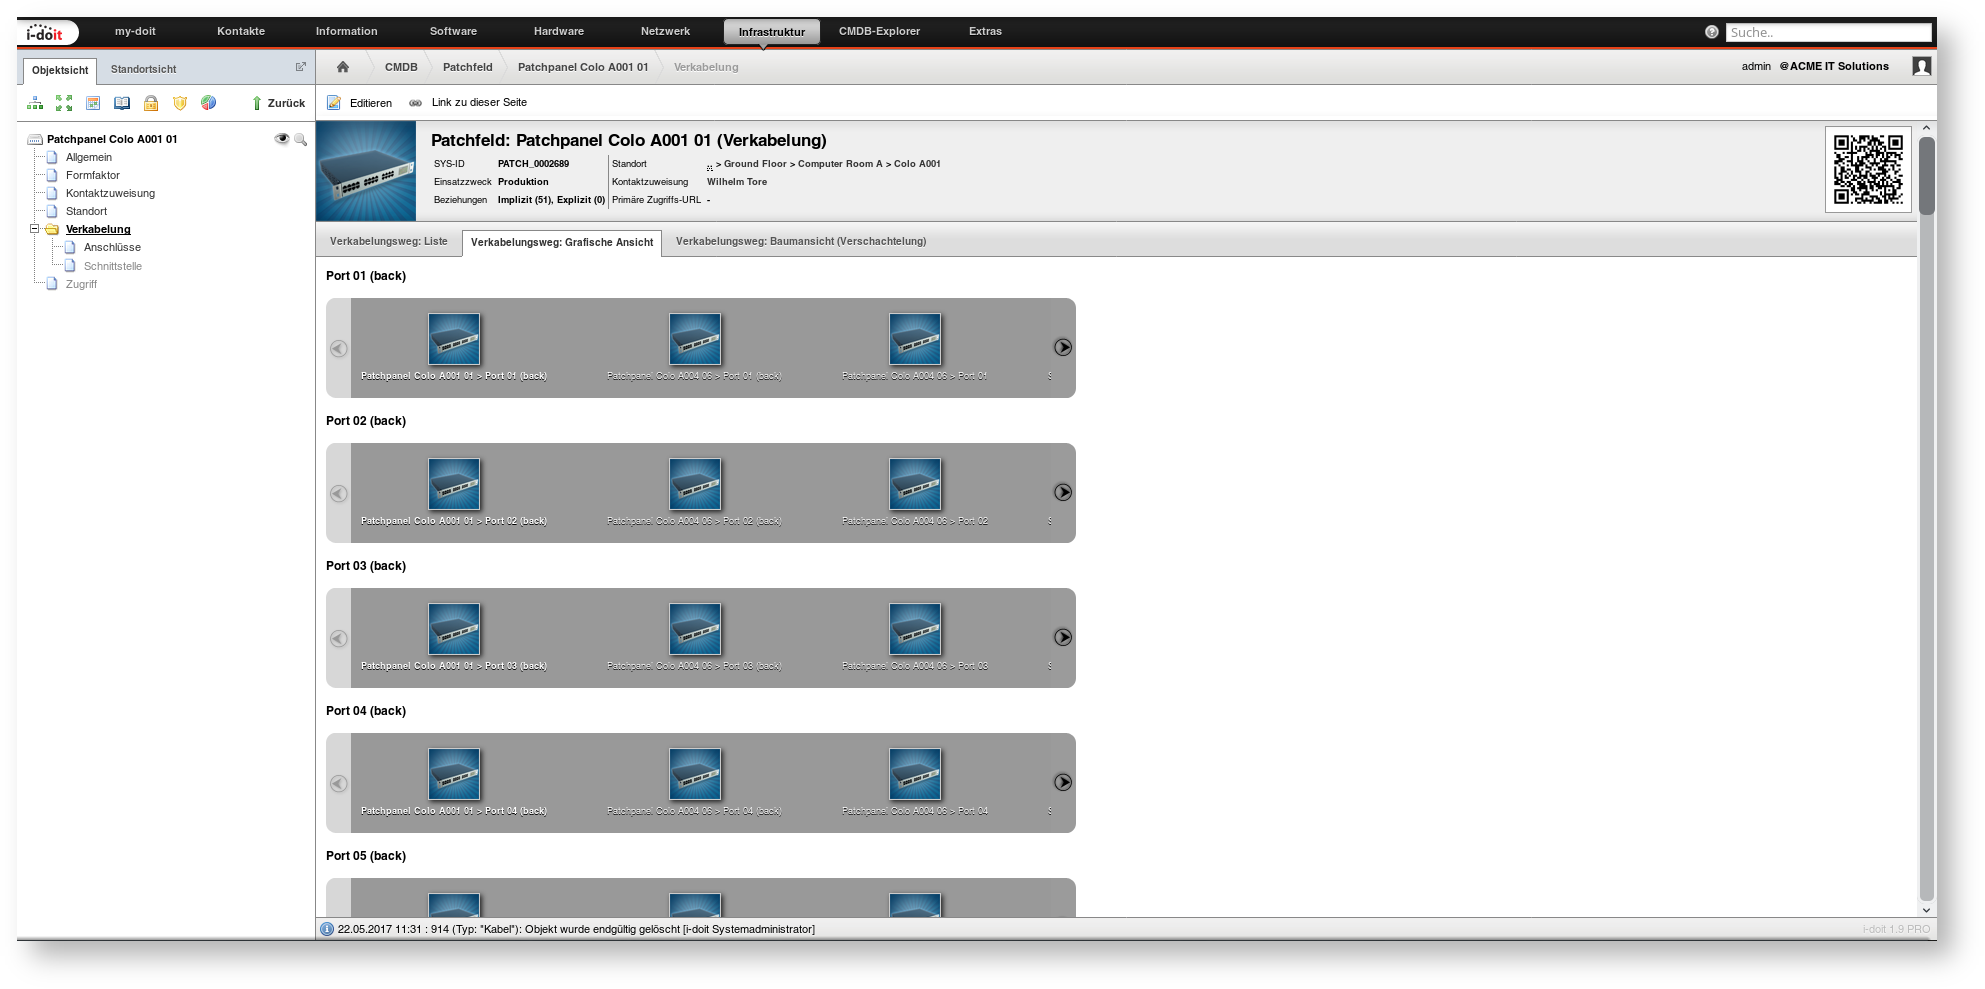 i-doit my-doit Kontakte Information Software Hardware Netzwerk Infrastruktur CMDB-Explorer Extras Suche..
Objektsicht Standortsicht CMDB Patchfeld Patchpanel Colo A001 01 Verkabelung admin @ACME IT Solutions
Zurück Editieren Link zu dieser Seite
Patchpanel Colo A001 01
Allgemein
Formfaktor
Kontaktzuweisung
Standort
Verkabelung
Anschlüsse
Schnittstelle
Zugriff
Patchfeld: Patchpanel Colo A001 01 (Verkabelung)
SYS-ID PATCH_0002689 Standort .. > Ground Floor > Computer Room A > Colo A001
Einsatzzweck Produktion Kontaktzuweisung Wilhelm Tore
Beziehungen Implizit (51), Explizit (0) Primäre Zugriffs-URL -
Verkabelungsweg: Liste Verkabelungsweg: Grafische Ansicht Verkabelungsweg: Baumansicht (Verschachtelung)
Port 01 (back)
Patchpanel Colo A001 01 > Port 01 (back) Patchpanel Colo A004 06 > Port 01 (back) Patchpanel Colo A004 06 > Port 01
Port 02 (back)
Patchpanel Colo A001 01 > Port 02 (back) Patchpanel Colo A004 06 > Port 02 (back) Patchpanel Colo A004 06 > Port 02
Port 03 (back)
Patchpanel Colo A001 01 > Port 03 (back) Patchpanel Colo A004 06 > Port 03 (back) Patchpanel Colo A004 06 > Port 03
Port 04 (back)
Patchpanel Colo A001 01 > Port 04 (back) Patchpanel Colo A004 06 > Port 04 (back) Patchpanel Colo A004 06 > Port 04
Port 05 (back)
22.05.2017 11:31 : 914 (Typ: "Kabel"): Objekt wurde endgültig gelöscht [i-doit Systemadministrator] i-doit 1.9 PRO